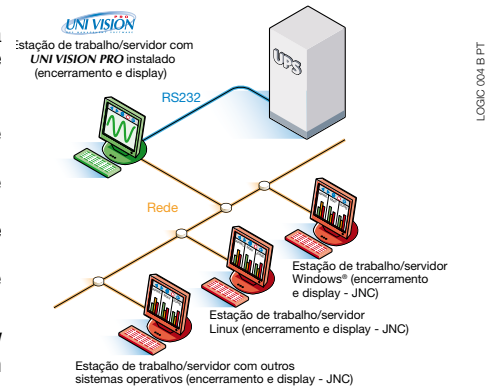 UNI VISION PRO
Estação de trabalho/servidor com
UNI VISION PRO instalado
(encerramento e display)
UPS
RS232
LOGIC 004 B PT
Rede
Estação de trabalho/servidor
Windows® (encerramento
e display - JNC)
Estação de trabalho/servidor
Linux (encerramento e display - JNC)
Estação de trabalho/servidor com outros
sistemas operativos (encerramento e display - JNC)